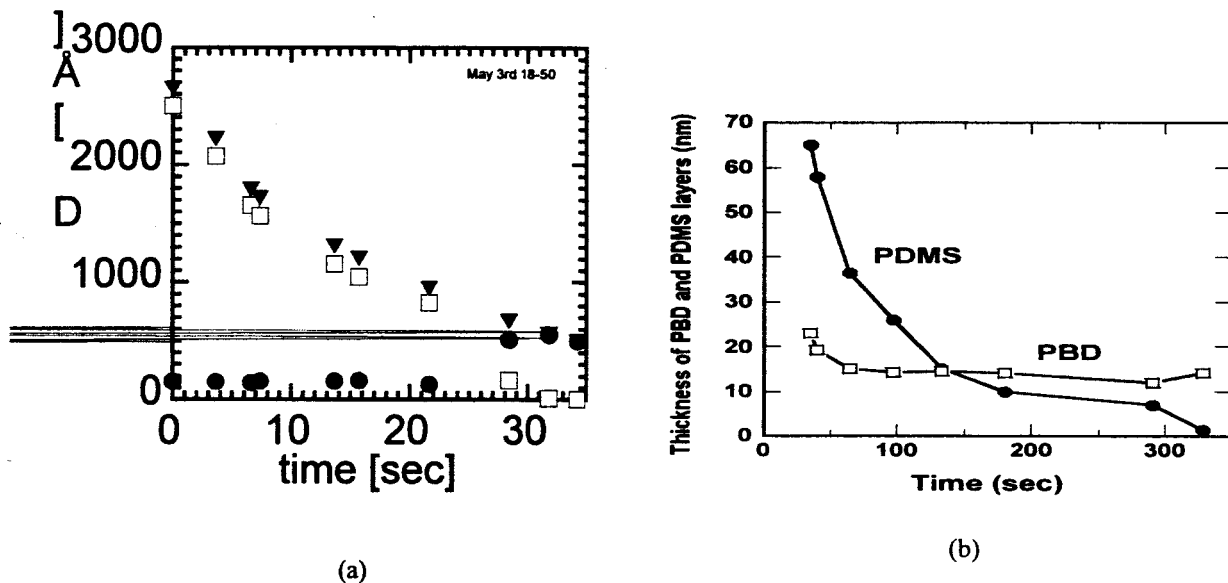 ] 3000
Å
[
2000
D
1000
0
May 3rd 18-50
0 10 20 30
time [sec]
(a)
Thickness of PBD and PDMS layers (nm)
70
60
50
40
30
20
10
0
PDMS
PBD
0 100 200 300
Time (sec)
(b)